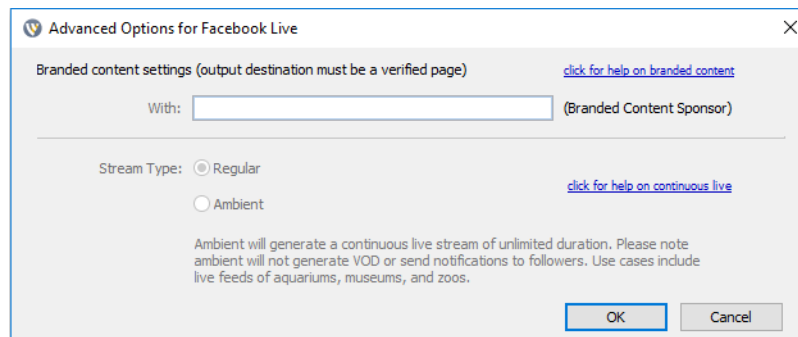 Advanced Options for Facebook Live
Branded content settings (output destination must be a verified page)
click for help on branded content
With:
(Branded Content Sponsor)
Stream Type:
Regular
click for help on continuous live
Ambient
Ambient will generate a continuous live stream of unlimited duration. Please note
ambient will not generate VOD or send notifications to followers. Use cases include
live feeds of aquariums, museums, and zoos.
OK
Cancel